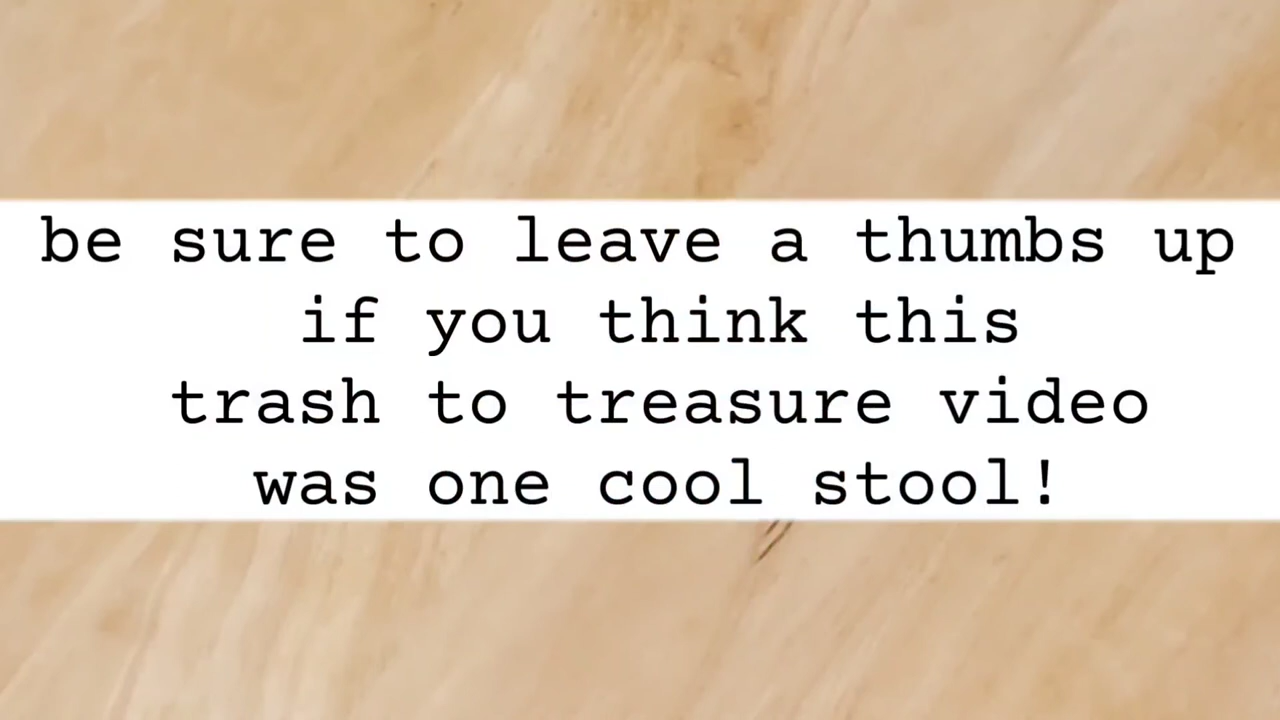 be sure to leave a thumbs up
if you think this
trash to treasure video
was one cool stool!